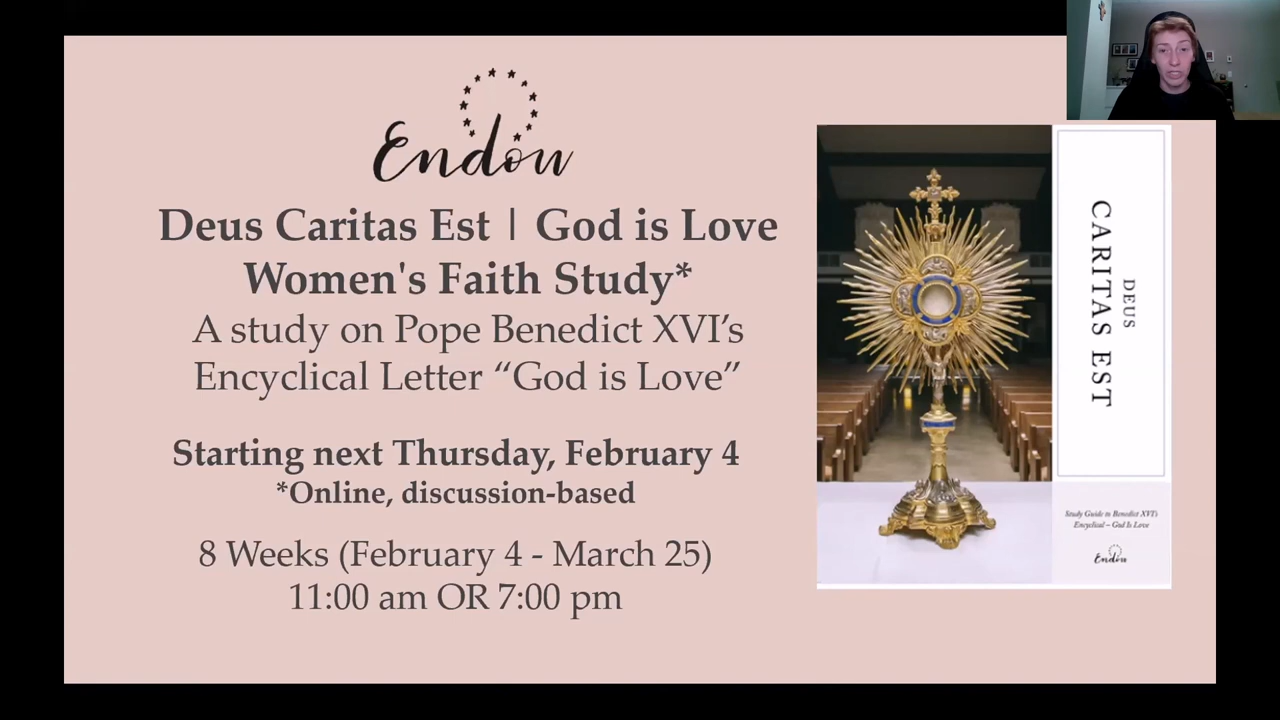 Endow
Deus Caritas Est | God is Love
Women's Faith Study*
A study on Pope Benedict XVI’s
Encyclical Letter “God is Love”
Starting next Thursday, February 4
*Online, discussion-based
8 Weeks (February 4 - March 25)
11:00 am OR 7:00 pm
DEUS
CARITAS EST
Study Guide to Benedict XVI's
Encyclical – God Is Love
Endow